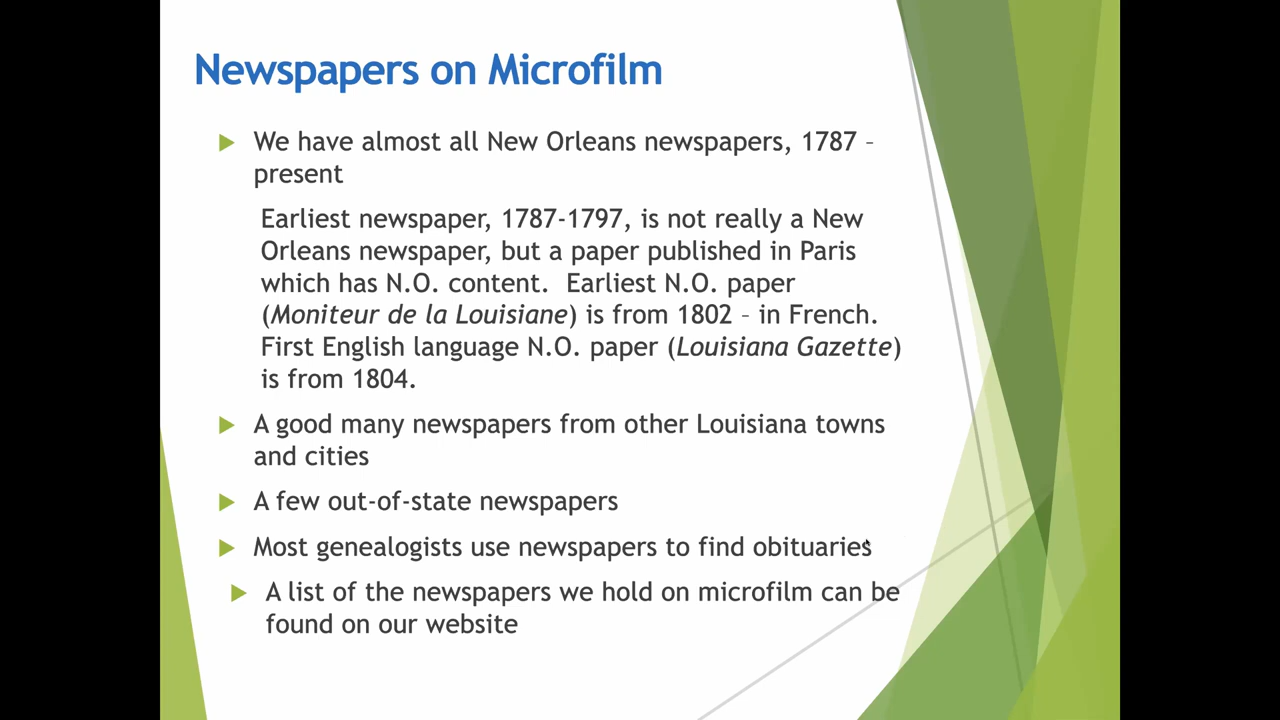 Newspapers on Microfilm
We have almost all New Orleans newspapers, 1787 –
present
Earliest newspaper, 1787-1797, is not really a New
Orleans newspaper, but a paper published in Paris
which has N.O. content.  Earliest N.O. paper
(Moniteur de la Louisiane) is from 1802 – in French.
First English language N.O. paper (Louisiana Gazette)
is from 1804.
A good many newspapers from other Louisiana towns
and cities
A few out-of-state newspapers
Most genealogists use newspapers to find obituaries
A list of the newspapers we hold on microfilm can be
found on our website